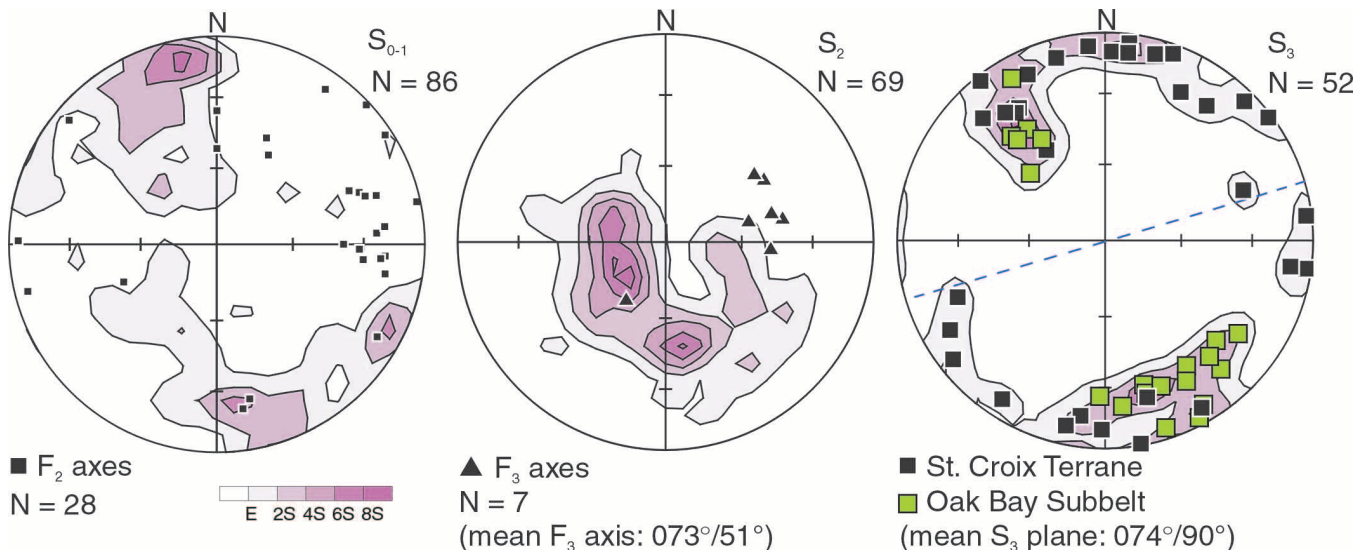 N
S₀₋₁
N = 86
■ F₂ axes
N = 28
E 2S 4S 6S 8S
N
S₂
N = 69
▲ F₃ axes
N = 7
(mean F₃ axis: 073°/51°)
N
S₃
N = 52
■ St. Croix Terrane
■ Oak Bay Subbelt
(mean S₃ plane: 074°/90°)